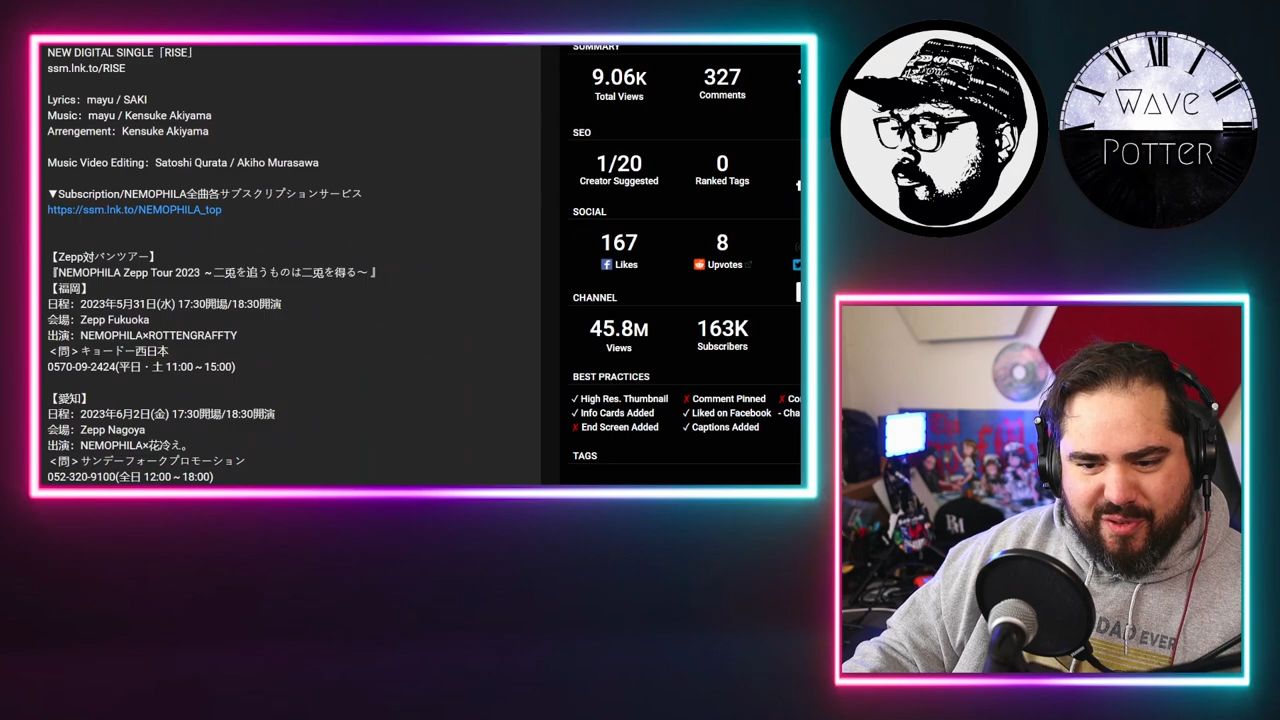 NEW DIGITAL SINGLE「RISE」
ssm.lnk.to/RISE
Lyrics：mayu / SAKI
Music：mayu / Kensuke Akiyama
Arrengement：Kensuke Akiyama
Music Video Editing：Satoshi Qurata / Akiho Murasawa
▼Subscription/NEMOPHILA全曲各サブスクリプションサービス
https://ssm.lnk.to/NEMOPHILA_top
【Zepp対バンツアー】
『NEMOPHILA Zepp Tour 2023 ～二兎を追うものは二兎を得る～ 』
【福岡】
日程：2023年5月31日(水) 17:30開場/18:30開演
会場：Zepp Fukuoka
出演：NEMOPHILA×ROTTENGRAFFTY
＜問＞キョードー西日本
0570-09-2424(平日・土 11:00～15:00)
【愛知】
日程：2023年6月2日(金) 17:30開場/18:30開演
会場：Zepp Nagoya
出演：NEMOPHILA×花冷え。
＜問＞サンデーフォークプロモーション
052-320-9100(全日 12:00～18:00)
SUMMARY
9.06K 327
Total Views Comments
SEO
1/20 0
Creator Suggested Ranked Tags
SOCIAL
167 8
Likes Upvotes
CHANNEL
45.8M 163K
Views Subscribers
BEST PRACTICES
✓ High Res. Thumbnail ✗ Comment Pinned ✗
✓ Info Cards Added ✓ Liked on Facebook -
✗ End Screen Added ✓ Captions Added
TAGS
WAVE
POTTER
DAD EVER